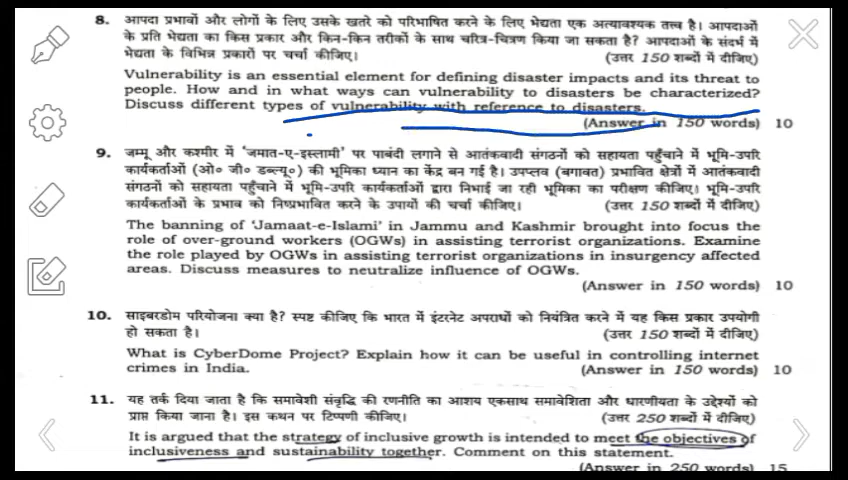 8. आपदा प्रभावों और लोगों के लिए उसके खतरे को परिभाषित करने के लिए भेद्यता एक अत्यावश्यक तत्त्व है। आपदाओं
के प्रति भेद्यता का किस प्रकार और किन-किन तरीकों के साथ चरित्र-चित्रण किया जा सकता है? आपदाओं के संदर्भ में
भेद्यता के विभिन्न प्रकारों पर चर्चा कीजिए। (उत्तर 150 शब्दों में दीजिए)
Vulnerability is an essential element for defining disaster impacts and its threat to
people. How and in what ways can vulnerability to disasters be characterized?
Discuss different types of vulnerability with reference to disasters.
(Answer in 150 words) 10
9. जम्मू और कश्मीर में 'जमात-ए-इस्लामी' पर पाबंदी लगाने से आतंकवादी संगठनों को सहायता पहुँचाने में भूमि-उपरि
कार्यकर्ताओं (ओ० जी० डब्ल्यू०) की भूमिका ध्यान का केंद्र बन गई है। उपप्लव (बगावत) प्रभावित क्षेत्रों में आतंकवादी
संगठनों को सहायता पहुँचाने में भूमि-उपरि कार्यकर्ताओं द्वारा निभाई जा रही भूमिका का परीक्षण कीजिए। भूमि-उपरि
कार्यकर्ताओं के प्रभाव को निष्प्रभावित करने के उपायों की चर्चा कीजिए। (उत्तर 150 शब्दों में दीजिए)
The banning of 'Jamaat-e-Islami' in Jammu and Kashmir brought into focus the
role of over-ground workers (OGWs) in assisting terrorist organizations. Examine
the role played by OGWs in assisting terrorist organizations in insurgency affected
areas. Discuss measures to neutralize influence of OGWs.
(Answer in 150 words) 10
10. साइबरडोम परियोजना क्या है? स्पष्ट कीजिए कि भारत में इंटरनेट अपराधों को नियंत्रित करने में यह किस प्रकार उपयोगी
हो सकता है। (उत्तर 150 शब्दों में दीजिए)
What is CyberDome Project? Explain how it can be useful in controlling internet
crimes in India. (Answer in 150 words) 10
11. यह तर्क दिया जाता है कि समावेशी संवृद्धि की रणनीति का आशय एकसाथ समावेशिता और धारणीयता के उद्देश्यों को
प्राप्त किया जाना है। इस कथन पर टिप्पणी कीजिए। (उत्तर 250 शब्दों में दीजिए)
It is argued that the strategy of inclusive growth is intended to meet the objectives of
inclusiveness and sustainability together. Comment on this statement.
(Answer in 250 words) 15